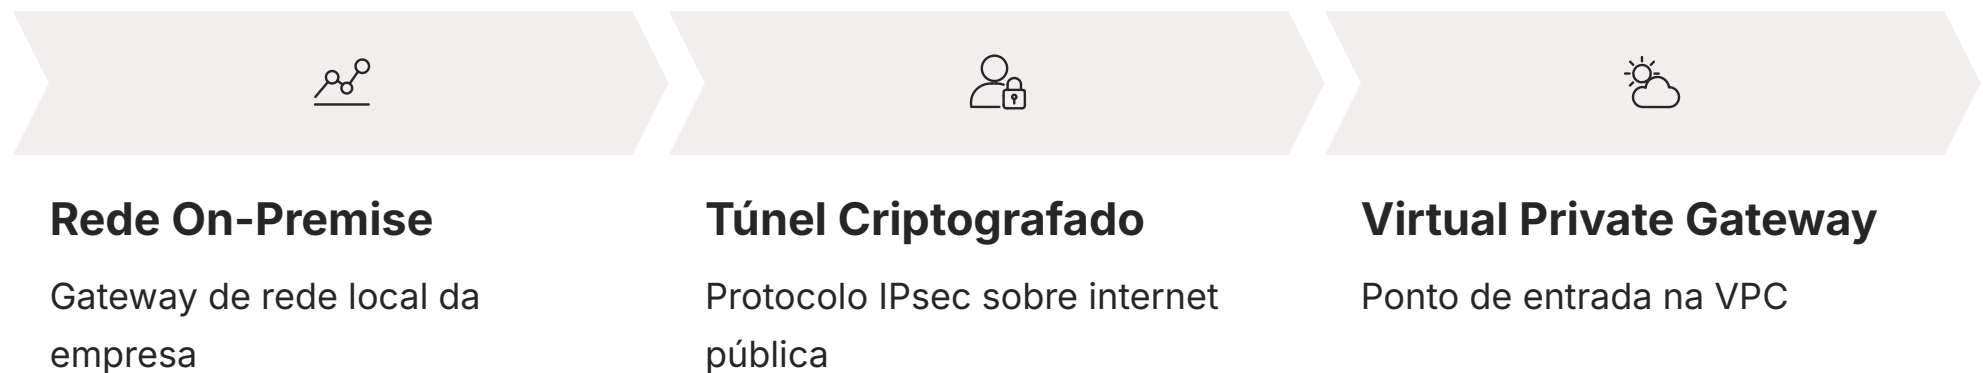 Rede On-Premise
Gateway de rede local da
empresa
Túnel Criptografado
Protocolo IPsec sobre internet
pública
Virtual Private Gateway
Ponto de entrada na VPC